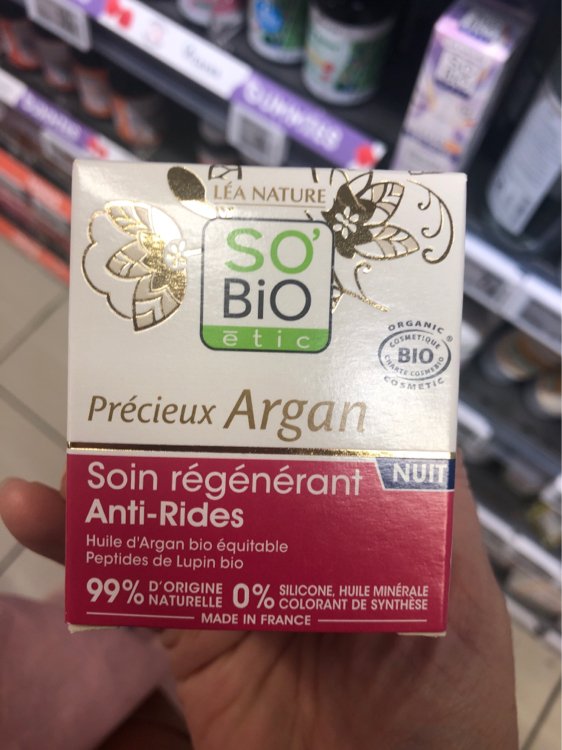 LÉA NATURE
SO'
BiO
étic
ORGANIC
COSMETIQUE
BIO
CHARTE COSMEBIO
COSMETIC
Précieux Argan
Soin régénérant
NUIT
Anti-Rides
Huile d'Argan bio équitable
Peptides de Lupin bio
99% D'ORIGINE NATURELLE 0% SILICONE, HUILE MINÉRALE COLORANT DE SYNTHÈSE
MADE IN FRANCE
SO'
BiO